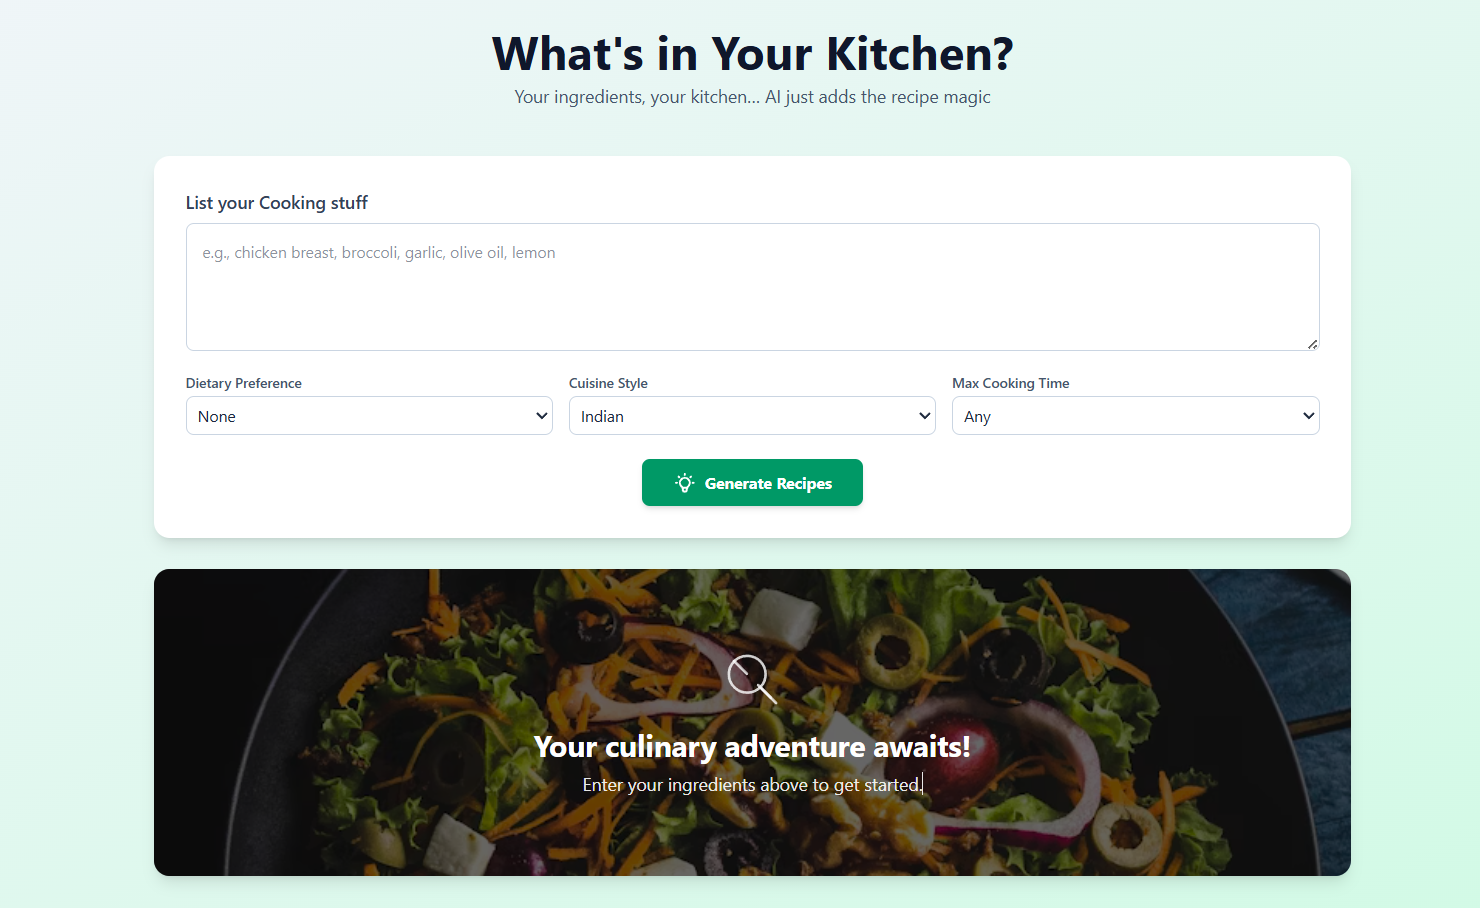 What's in Your Kitchen?
Your ingredients, your kitchen... AI just adds the recipe magic
List your Cooking stuff
e.g., chicken breast, broccoli, garlic, olive oil, lemon
Dietary Preference
Cuisine Style
Max Cooking Time
None
Indian
Any
Generate Recipes
Your culinary adventure awaits!
Enter your ingredients above to get started.